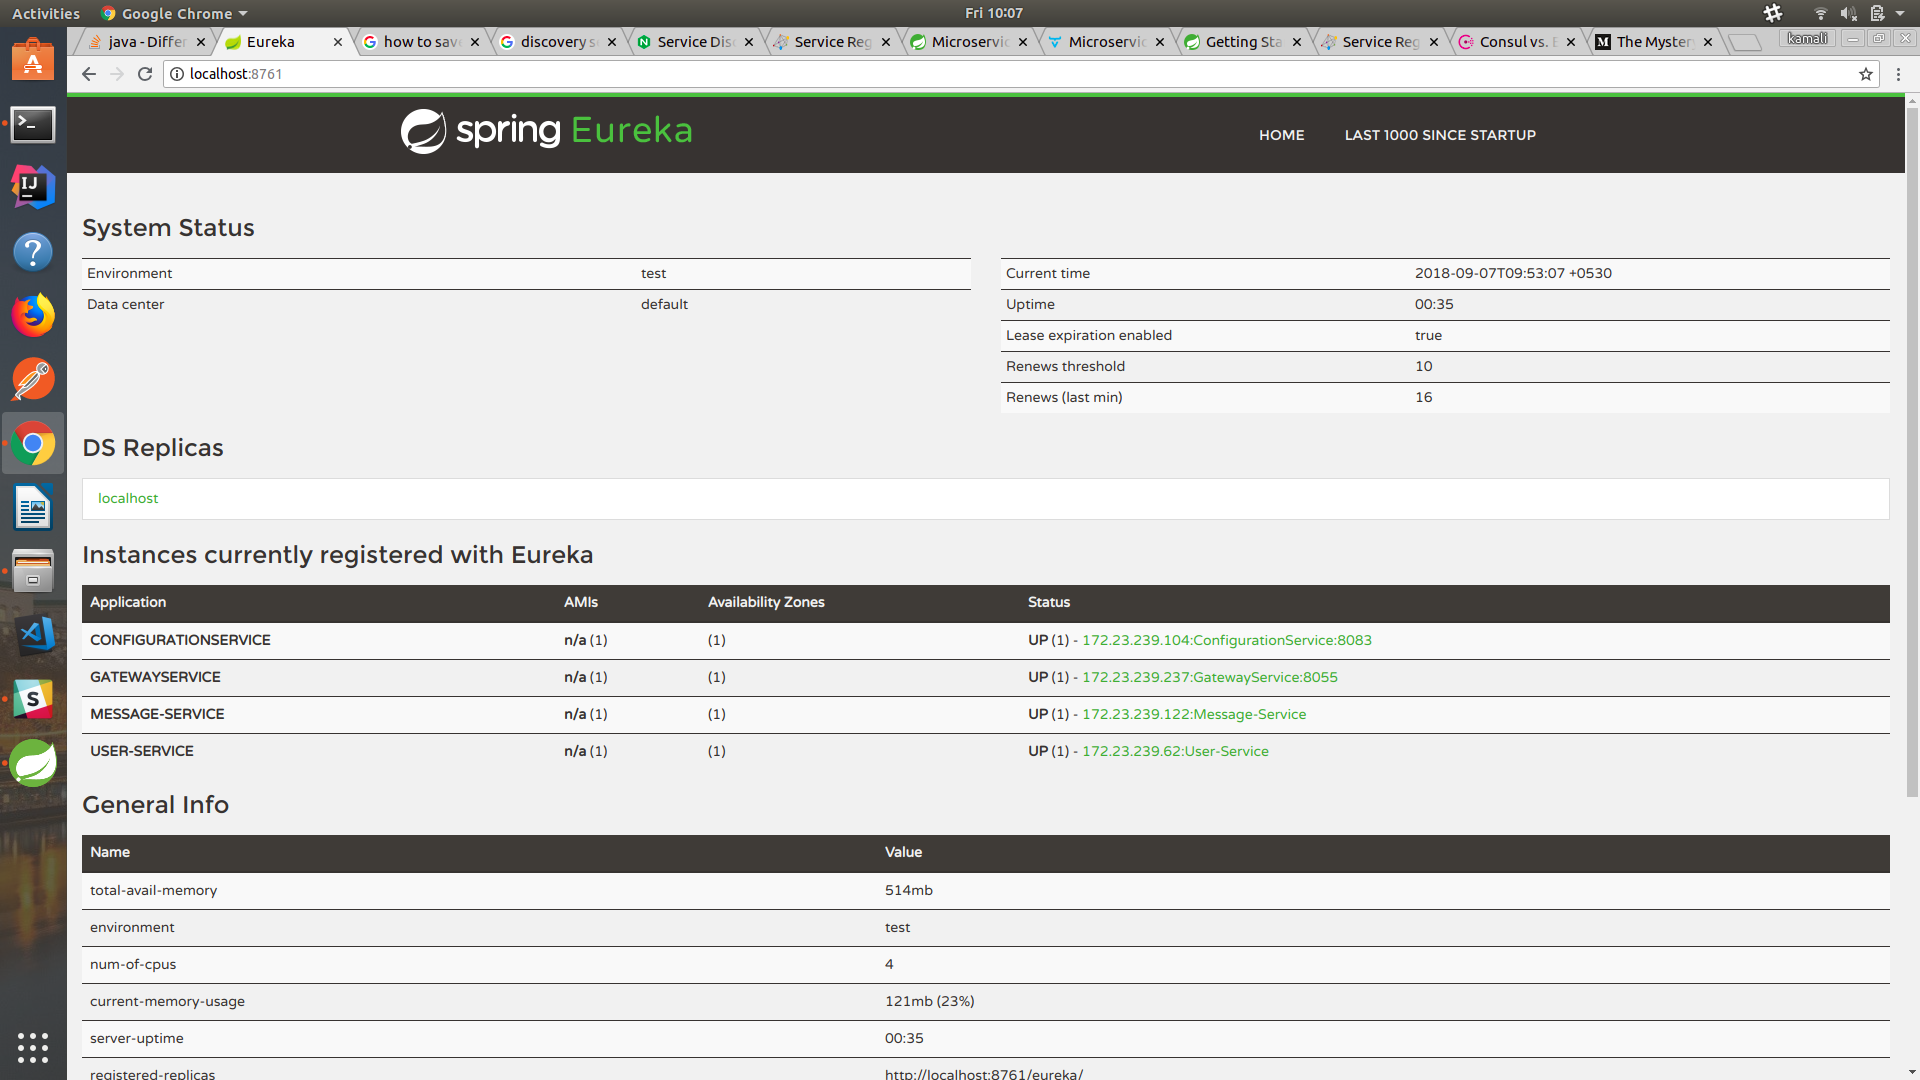 Activities Google Chrome Fri 10:07
java - Differ Eureka how to save discovery s Service Dis Service Reg Microservic Microservic Getting Sta Service Reg Consul vs. E The Myster kamali
localhost:8761
spring Eureka HOME LAST 1000 SINCE STARTUP
System Status
Environment test
Data center default
Current time 2018-09-07T09:53:07 +0530
Uptime 00:35
Lease expiration enabled true
Renews threshold 10
Renews (last min) 16
DS Replicas
localhost
Instances currently registered with Eureka
Application AMIs Availability Zones Status
CONFIGURATIONSERVICE n/a (1) (1) UP (1) - 172.23.239.104:ConfigurationService:8083
GATEWAYSERVICE n/a (1) (1) UP (1) - 172.23.239.237:GatewayService:8055
MESSAGE-SERVICE n/a (1) (1) UP (1) - 172.23.239.122:Message-Service
USER-SERVICE n/a (1) (1) UP (1) - 172.23.239.62:User-Service
General Info
Name Value
total-avail-memory 514mb
environment test
num-of-cpus 4
current-memory-usage 121mb (23%)
server-uptime 00:35
registered-replicas http://localhost:8761/eureka/